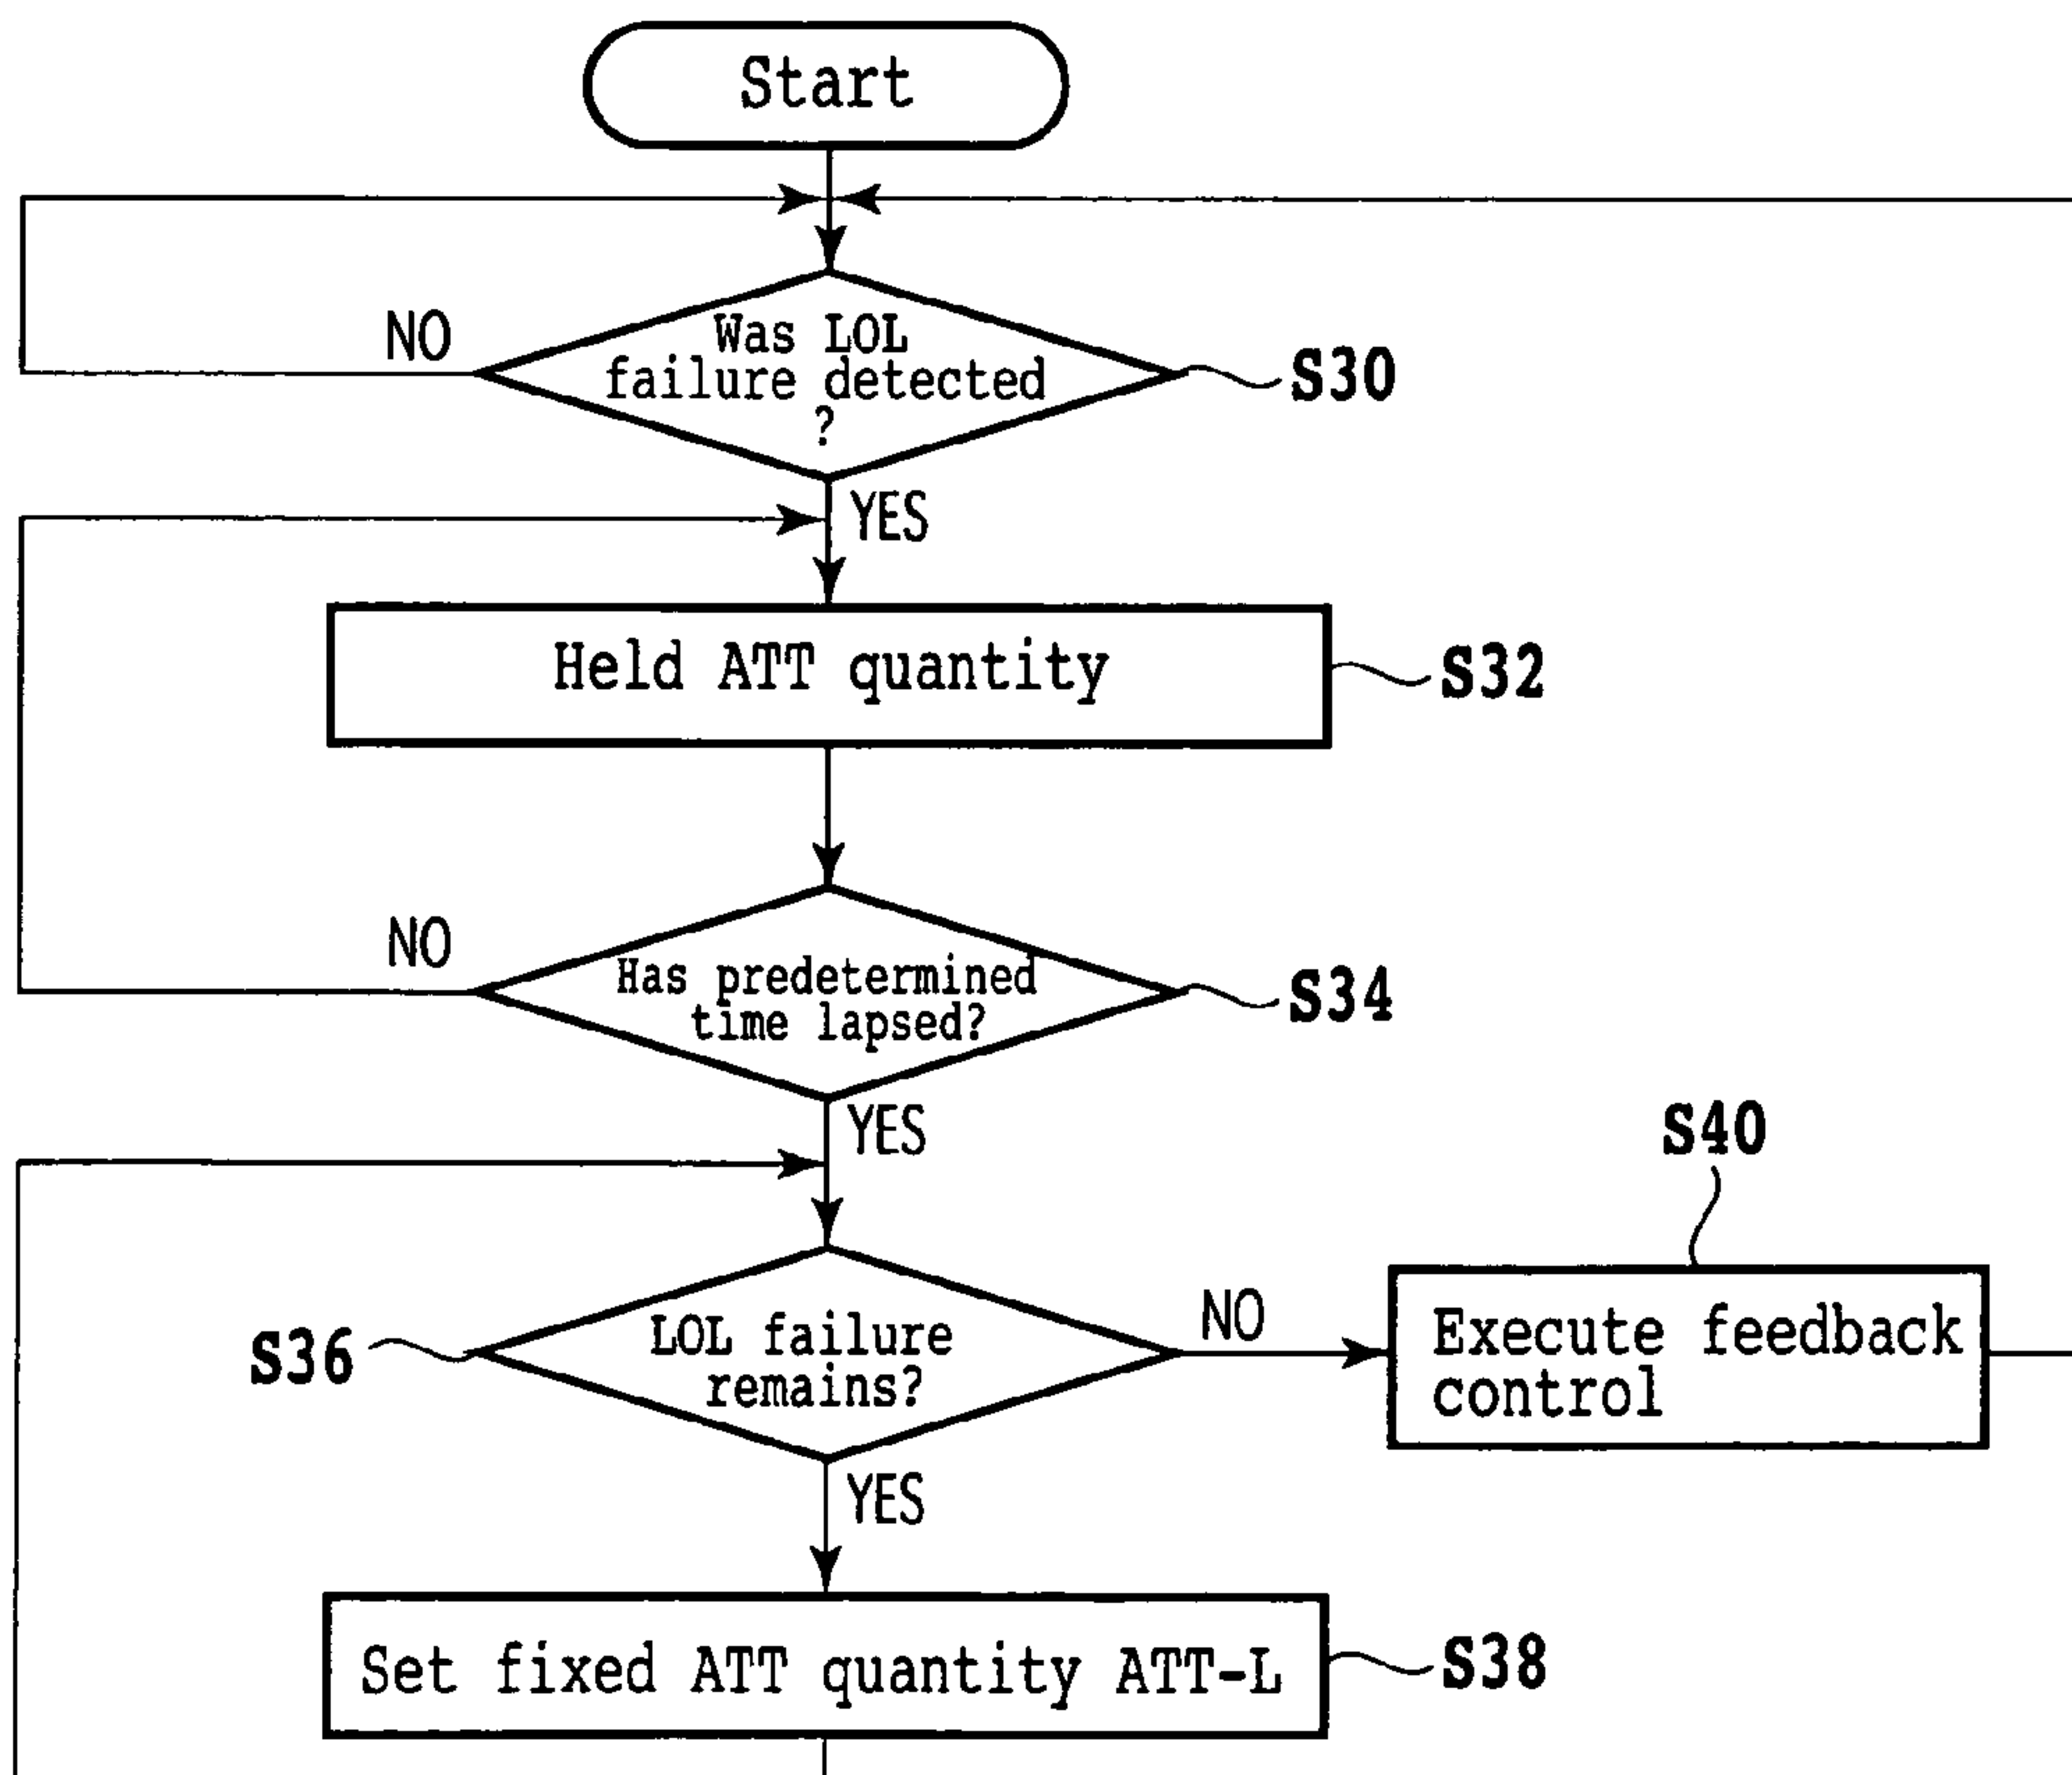 Start
NO
Was LOL
failure detected
?
S30
YES
Held ATT quantity
S32
NO
Has predetermined
time lapsed?
S34
YES
S40
S36
LOL failure
remains?
NO
Execute feedback
control
YES
Set fixed ATT quantity ATT-L
S38